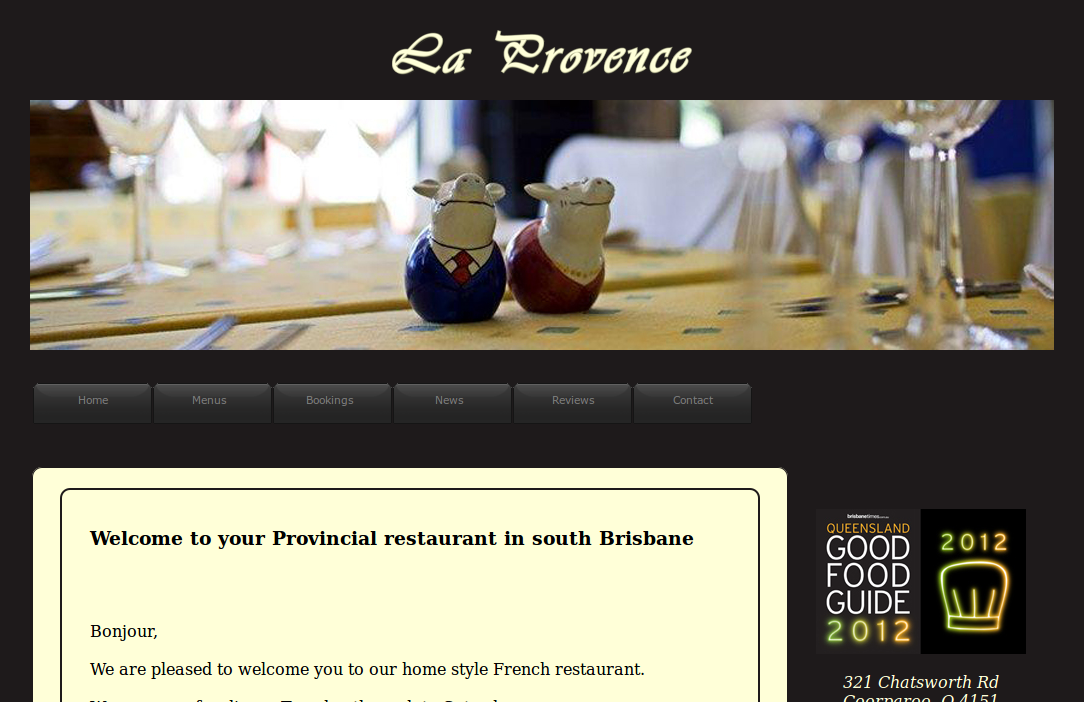 La Provence
Home
Menus
Bookings
News
Reviews
Contact
Welcome to your Provincial restaurant in south Brisbane
Bonjour,
We are pleased to welcome you to our home style French restaurant.
brisbanetimes.com.au
QUEENSLAND
GOOD
FOOD
GUIDE
2012
2012
321 Chatsworth Rd
Coorparoo, Q 4151